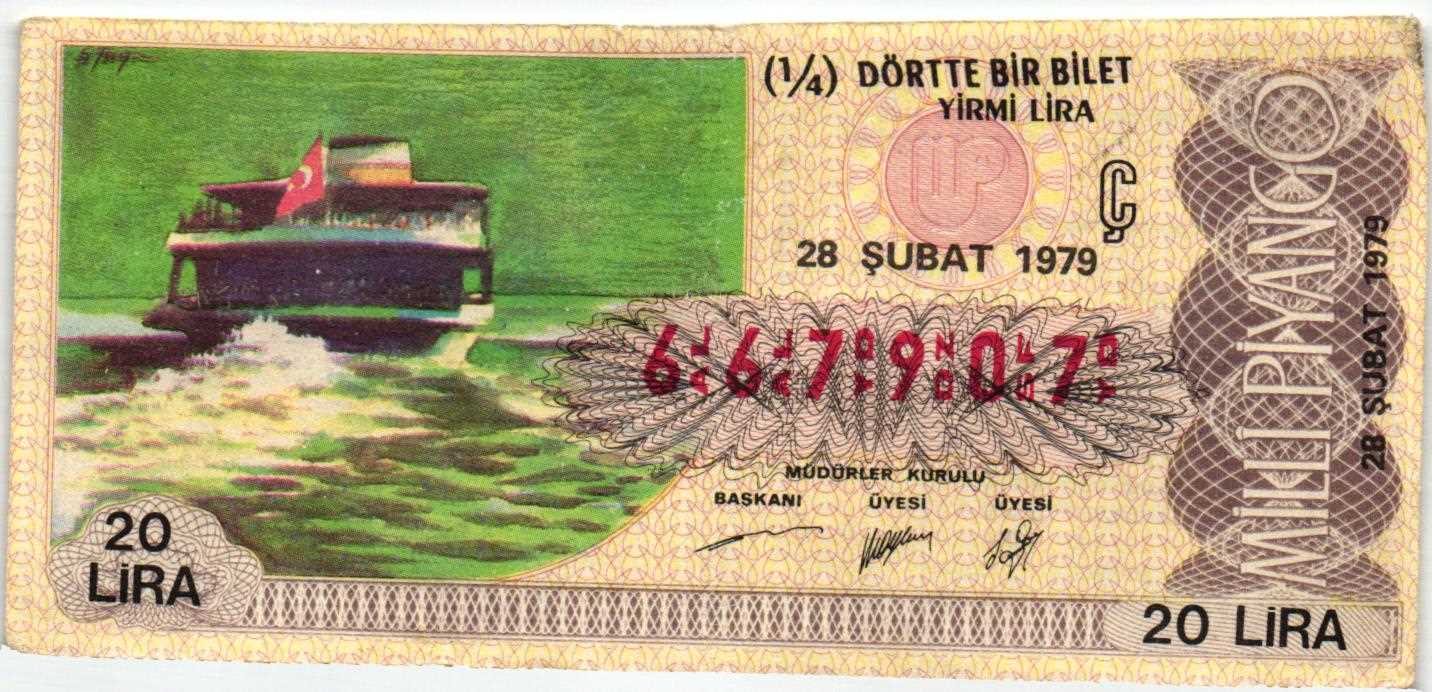 (1/4) DÖRTTE BİR BİLET
YİRMİ LİRA
Ç
28 ŞUBAT 1979
667907
MÜDÜRLER KURULU
BAŞKANI ÜYESİ ÜYESİ
20
LİRA
20 LİRA
MİLLİ PİYANGO
28 ŞUBAT 1979